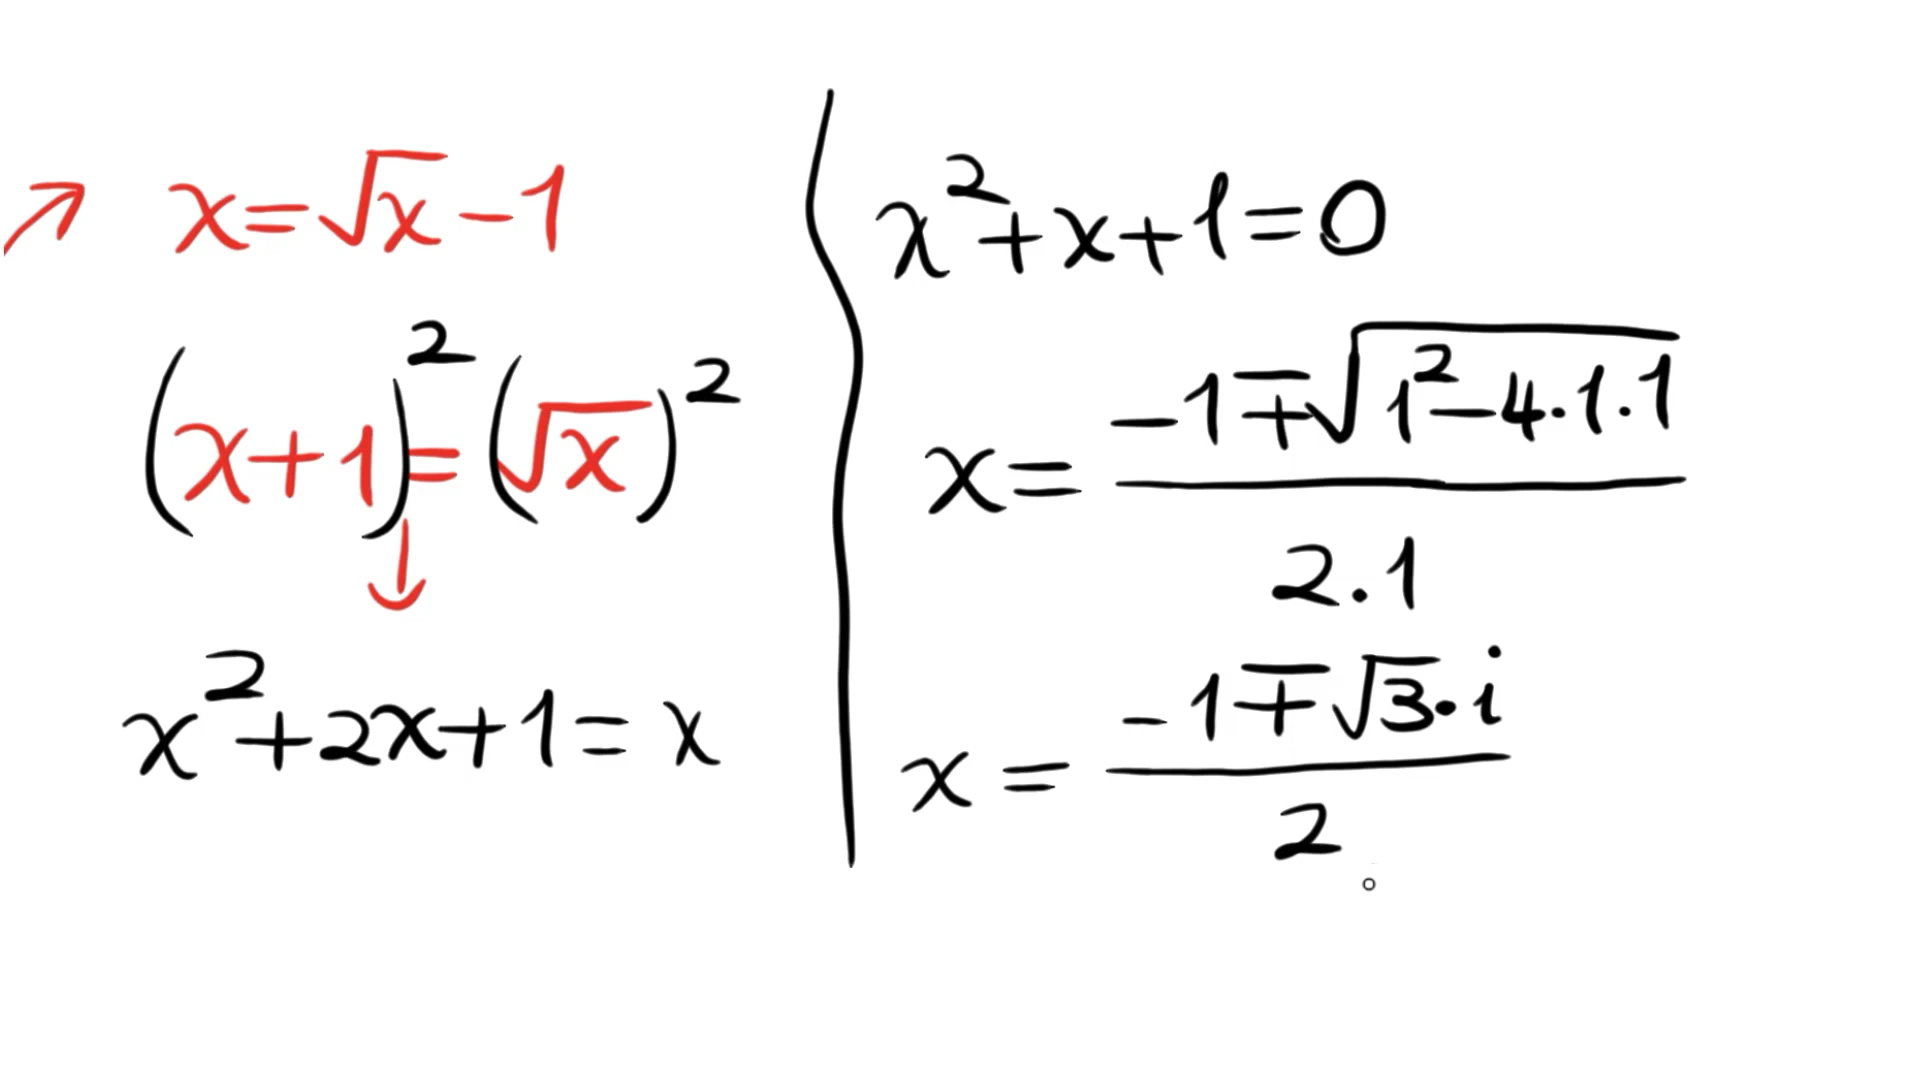 x=√x-1
(x+1)²=(√x)²
x²+2x+1=x
x²+x+1=0
x=(-1∓√(1²-4·1·1))/(2·1)
x=(-1∓√3·i)/2